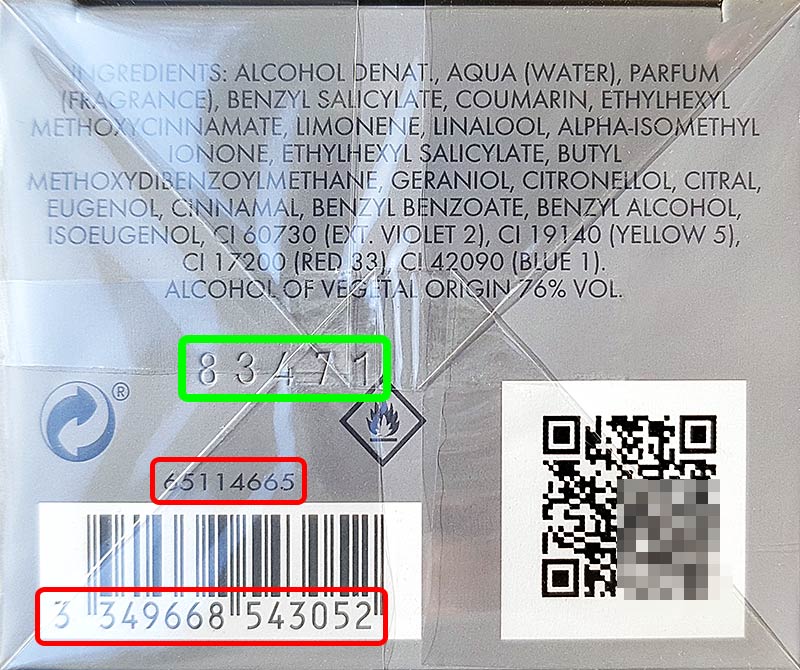 INGREDIENTS: ALCOHOL DENAT., AQUA (WATER), PARFUM
(FRAGRANCE), BENZYL SALICYLATE, COUMARIN, ETHYLHEXYL
METHOXYCINNAMATE, LIMONENE, LINALOOL, ALPHA-ISOMETHYL
IONONE, ETHYLHEXYL SALICYLATE, BUTYL
METHOXYDIBENZOYLMETHANE, GERANIOL, CITRONELLOL, CITRAL,
EUGENOL, CINNAMAL, BENZYL BENZOATE, BENZYL ALCOHOL,
ISOEUGENOL, CI 60730 (EXT. VIOLET 2), CI 19140 (YELLOW 5),
CI 17200 (RED 33), CI 42090 (BLUE 1).
ALCOHOL OF VEGETAL ORIGIN 76% VOL.
83471
®
65114665
3 349668 543052